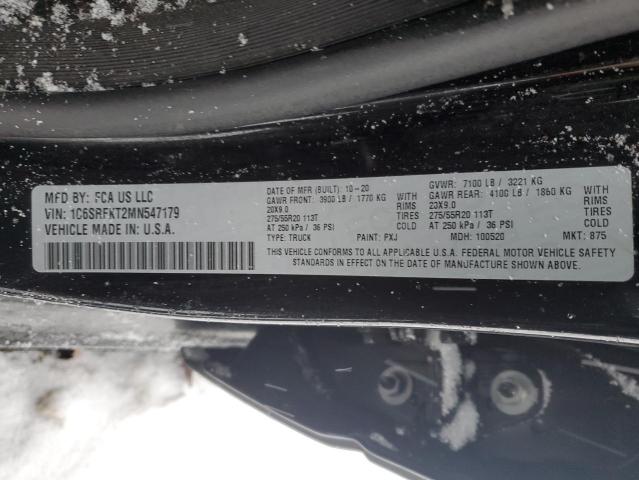 MFD BY: FCA US LLC
VIN: 1C6SRFKT2MN547179
VEHICLE MADE IN U.S.A.
DATE OF MFR (BUILT): 10-20
GAWR FRONT: 3900 LB / 1770 KG
20X9.0
275/55R20 113T
AT 250 kPa / 36 PSI
TYPE: TRUCK
WITH
RIMS
TIRES
COLD
PAINT: PXJ
GVWR: 7100 LB / 3221 KG
GAWR REAR: 4100 LB / 1860 KG
20X9.0
275/55R20 113T
AT 250 kPa / 36 PSI
MDH: 100520
WITH
RIMS
TIRES
COLD
MKT: 875
THIS VEHICLE CONFORMS TO ALL APPLICABLE U.S.A. FEDERAL MOTOR VEHICLE SAFETY
STANDARDS IN EFFECT ON THE DATE OF MANUFACTURE SHOWN ABOVE.